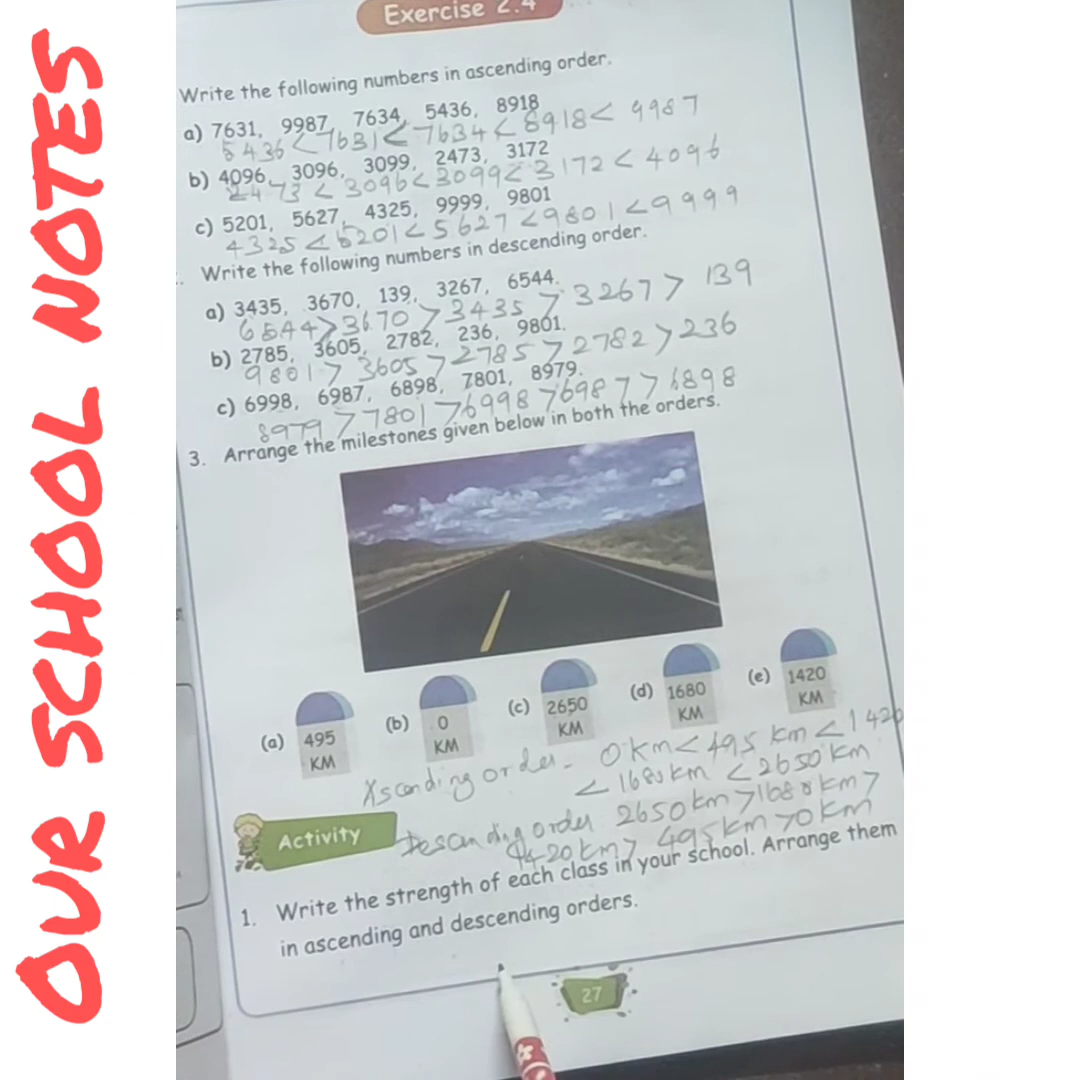 OUR SCHOOL NOTES
Exercise 2.4
Write the following numbers in ascending order.
a) 7631, 9987, 7634, 5436, 8918
5436 < 7631 < 7634 < 8918 < 9987
b) 4096, 3096, 3099, 2473, 3172
2473 < 3096 < 3099 < 3172 < 4096
c) 5201, 5627, 4325, 9999, 9801
4325 < 5201 < 5627 < 9801 < 9999
Write the following numbers in descending order.
a) 3435, 3670, 139, 3267, 6544.
6544 > 3670 > 3435 > 3267 > 139
b) 2785, 3605, 2782, 236, 9801.
9801 > 3605 > 2785 > 2782 > 236
c) 6998, 6987, 6898, 7801, 8979.
8979 > 7801 > 6998 > 6987 > 6898
3. Arrange the milestones given below in both the orders.
(a) 495 KM
(b) 0 KM
(c) 2650 KM
(d) 1680 KM
(e) 1420 KM
Ascending order - 0 km < 495 km < 1420
< 1680 km < 2650 km
Descending order 2650 km > 1680 km >
1420 km > 495 km > 0 km
Activity
1. Write the strength of each class in your school. Arrange them
in ascending and descending orders.
27